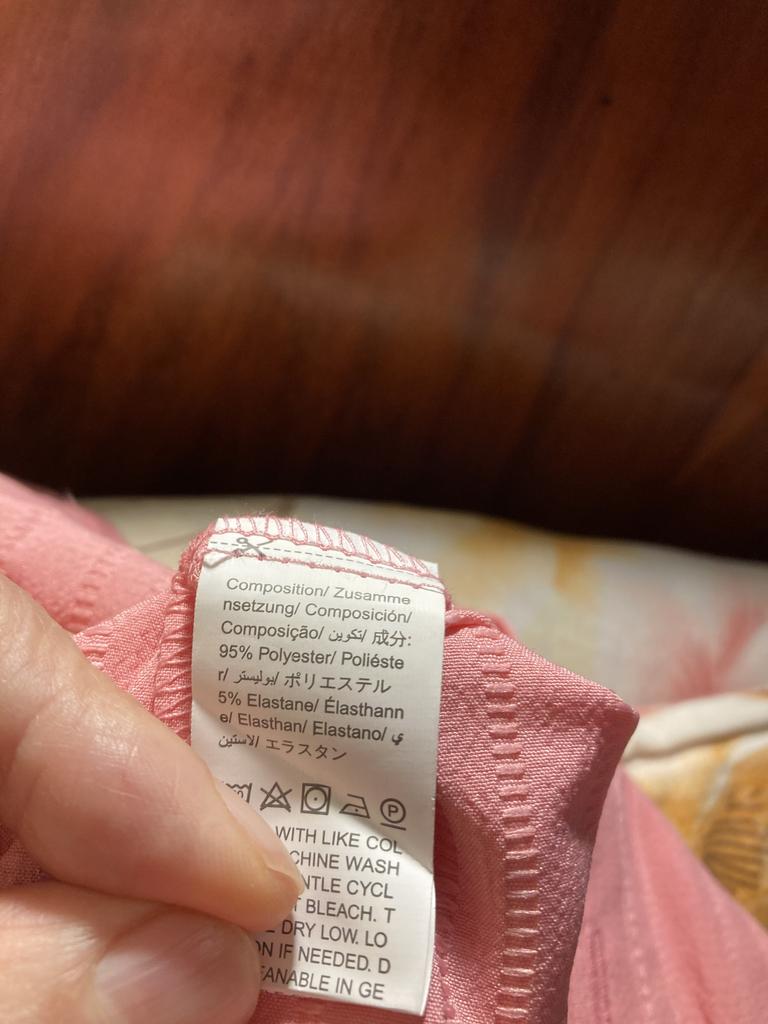 Composition/ Zusamme
nsetzung/ Composición/
Composição/ تكوين/ 成分:
95% Polyester/ Poliéste
r/ بوليستر/ ポリエステル
5% Elastane/ Élasthann
e/ Elasthan/ Elastano/ ي
الاستين/ エラスタン
P
WITH LIKE COL
CHINE WASH
NTLE CYCL
T BLEACH. T
E DRY LOW. LO
ON IF NEEDED. D
EANABLE IN GE